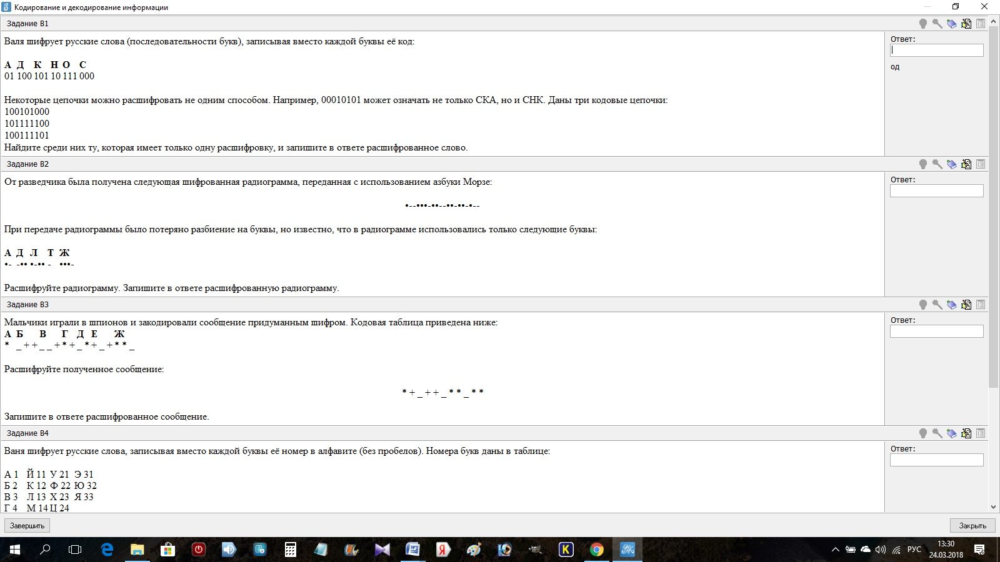 Кодирование и декодирование информации
Задание B1
Валя шифрует русские слова (последовательности букв), записывая вместо каждой буквы её код:
А Д К Н О С
01 100 101 10 111 000
Некоторые цепочки можно расшифровать не одним способом. Например, 00010101 может означать не только СКА, но и СНК. Даны три кодовые цепочки:
100101000
101111100
100111101
Найдите среди них ту, которая имеет только одну расшифровку, и запишите в ответе расшифрованное слово.
Ответ:
од
Задание B2
От разведчика была получена следующая шифрованная радиограмма, переданная с использованием азбуки Морзе:
•--•••-••--••-••-•--
При передаче радиограммы было потеряно разбиение на буквы, но известно, что в радиограмме использовались только следующие буквы:
А Д Л Т Ж
•- -•• •-•• - •••-
Расшифруйте радиограмму. Запишите в ответе расшифрованную радиограмму.
Ответ:
Задание B3
Мальчики играли в шпионов и закодировали сообщение придуманным шифром. Кодовая таблица приведена ниже:
А Б В Г Д Е Ж
* _ + + _ _ + * + _ * + _ + * * _
Расшифруйте полученное сообщение:
* + _ + + _ * * _ * *
Запишите в ответе расшифрованное сообщение.
Ответ:
Задание B4
Ваня шифрует русские слова, записывая вместо каждой буквы её номер в алфавите (без пробелов). Номера букв даны в таблице:
А 1 Й 11 У 21 Э 31
Б 2 К 12 Ф 22 Ю 32
В 3 Л 13 Х 23 Я 33
Г 4 М 14 Ц 24
Ответ:
Завершить
Закрыть
РУС
13:30
24.03.2018